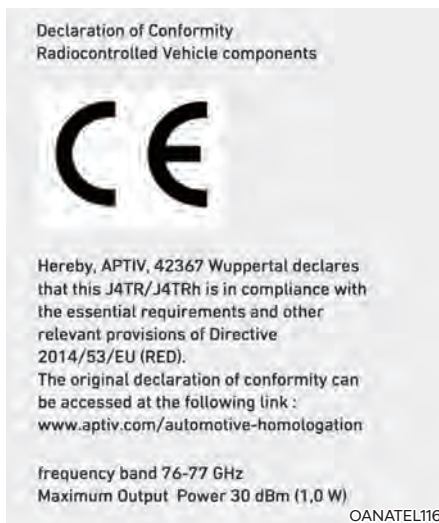 Declaration of Conformity
Radiocontrolled Vehicle components
CE
Hereby, APTIV, 42367 Wuppertal declares
that this J4TR/J4TRh is in compliance with
the essential requirements and other
relevant provisions of Directive
2014/53/EU (RED).
The original declaration of conformity can
be accessed at the following link :
www.aptiv.com/automotive-homologation
frequency band 76-77 GHz
Maximum Output Power 30 dBm (1,0 W)
OANATEL116